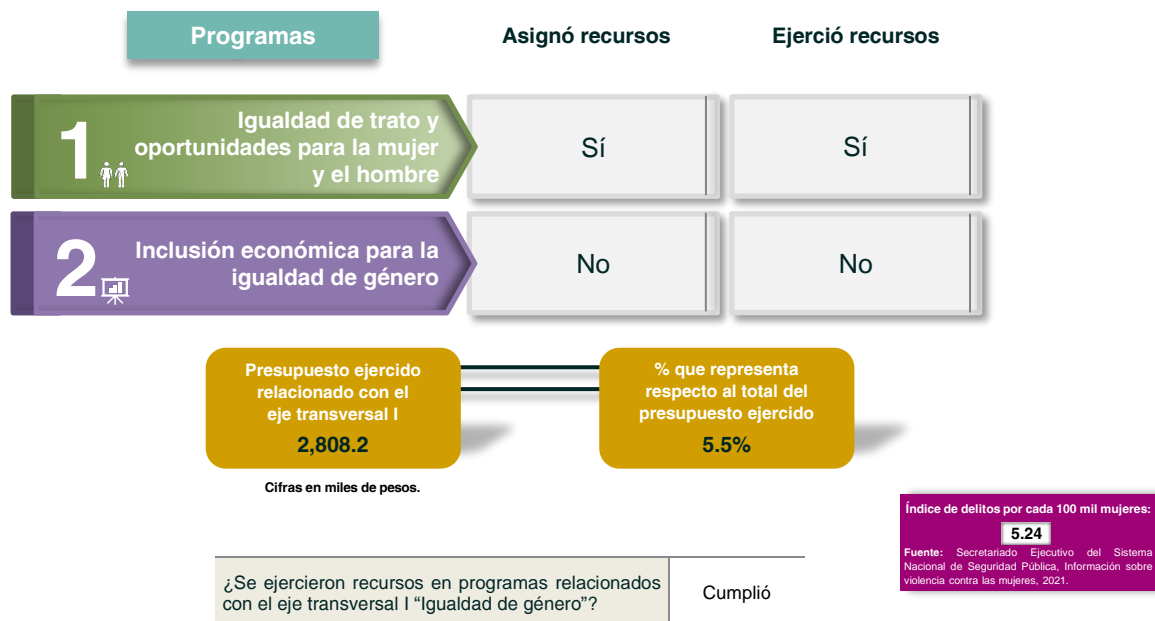 Programas
Asignó recursos
Ejerció recursos
1
Igualdad de trato y
oportunidades para la mujer
y el hombre
Sí
Sí
2
Inclusión económica para la
igualdad de género
No
No
Presupuesto ejercido
relacionado con el
eje transversal I
2,808.2
% que representa
respecto al total del
presupuesto ejercido
5.5%
Cifras en miles de pesos.
Índice de delitos por cada 100 mil mujeres:
5.24
Fuente: Secretariado Ejecutivo del Sistema
Nacional de Seguridad Pública, Información sobre
violencia contra las mujeres, 2021.
¿Se ejercieron recursos en programas relacionados
con el eje transversal I “Igualdad de género”?
Cumplió